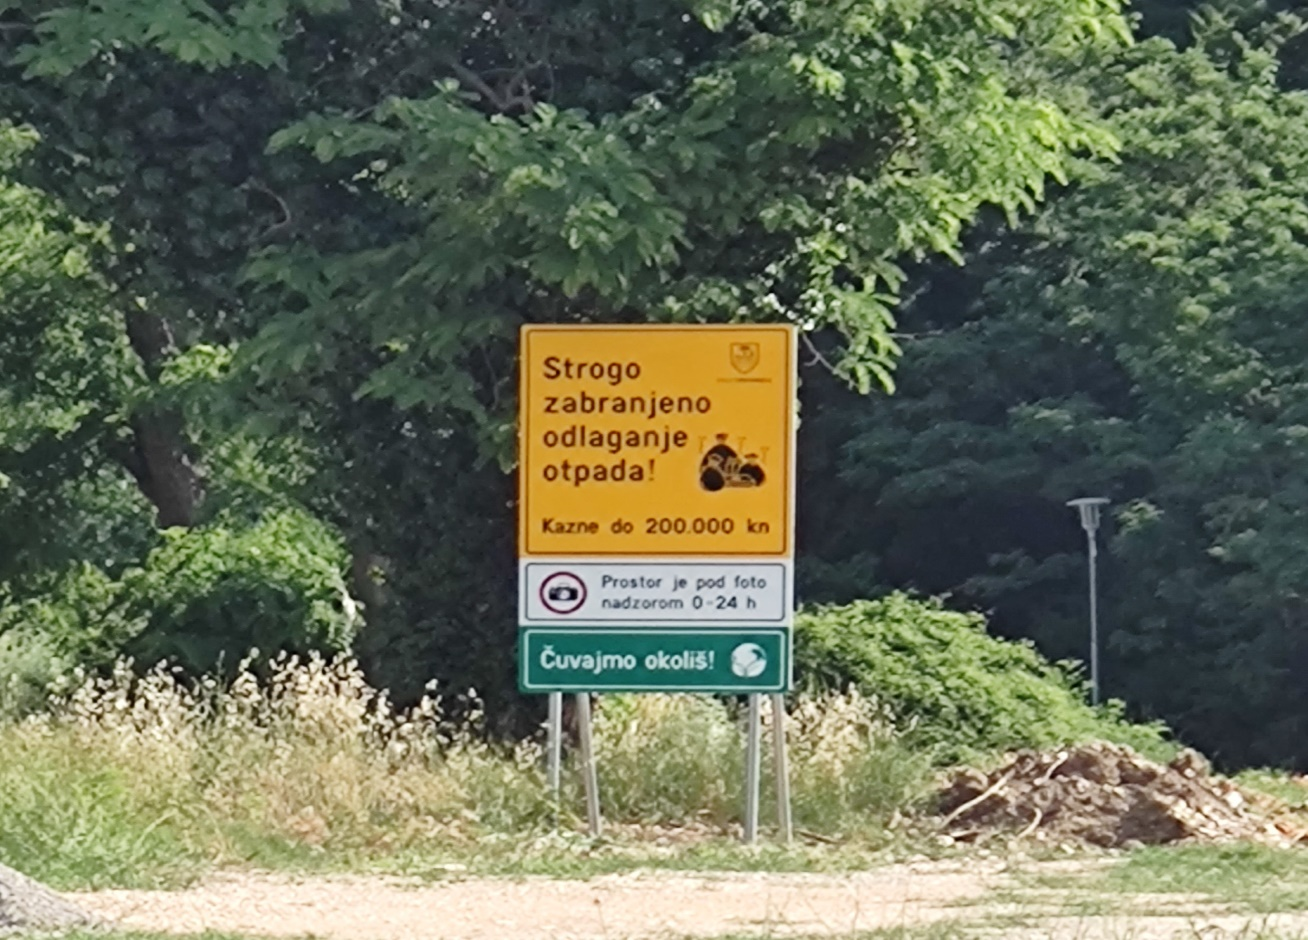 Strogo
zabranjeno
odlaganje
otpada!
Kazne do 200.000 kn
Prostor je pod foto
nadzorom 0-24 h
Čuvajmo okoliš!